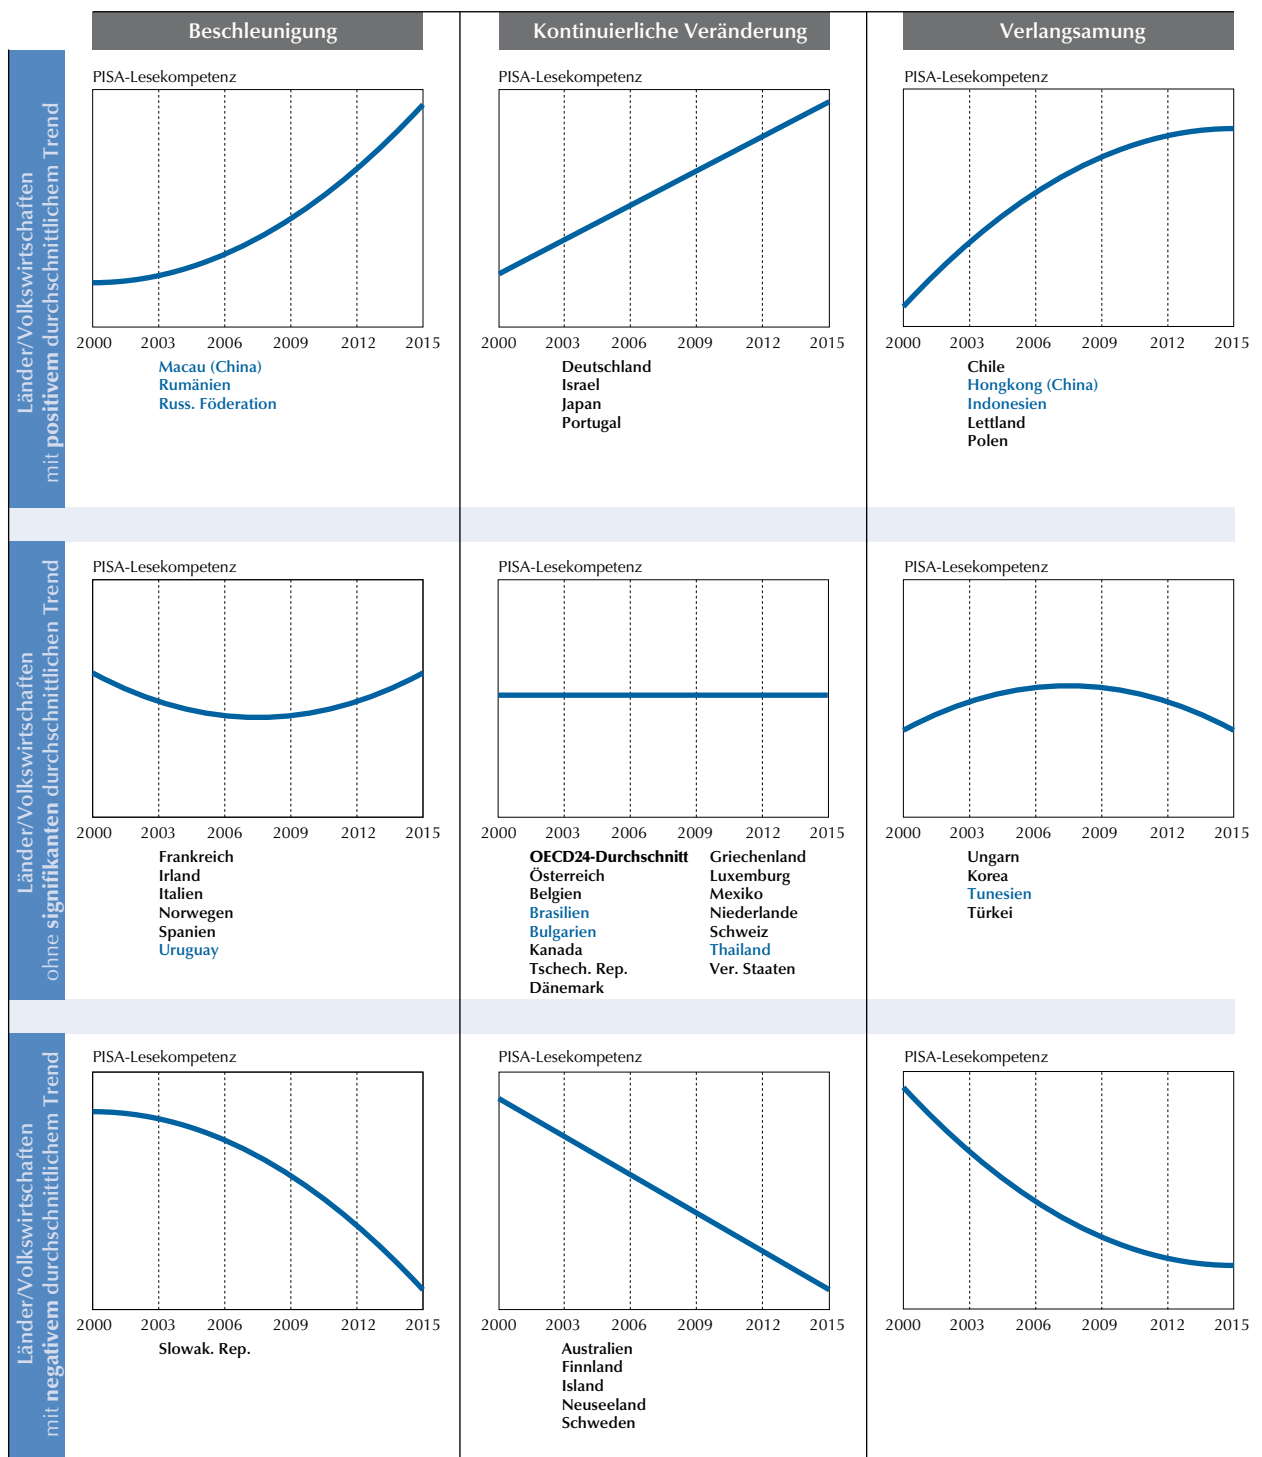 Beschleunigung
Kontinuierliche Veränderung
Verlangsamung
Länder/Volkswirtschaften
mit positivem durchschnittlichem Trend
PISA-Lesekompetenz
2000 2003 2006 2009 2012 2015
Macau (China)
Rumänien
Russ. Föderation
PISA-Lesekompetenz
2000 2003 2006 2009 2012 2015
Deutschland
Israel
Japan
Portugal
PISA-Lesekompetenz
2000 2003 2006 2009 2012 2015
Chile
Hongkong (China)
Indonesien
Lettland
Polen
Länder/Volkswirtschaften
ohne signifikanten durchschnittlichen Trend
PISA-Lesekompetenz
2000 2003 2006 2009 2012 2015
Frankreich
Irland
Italien
Norwegen
Spanien
Uruguay
PISA-Lesekompetenz
2000 2003 2006 2009 2012 2015
OECD24-Durchschnitt
Österreich
Belgien
Brasilien
Bulgarien
Kanada
Tschech. Rep.
Dänemark
Griechenland
Luxemburg
Mexiko
Niederlande
Schweiz
Thailand
Ver. Staaten
PISA-Lesekompetenz
2000 2003 2006 2009 2012 2015
Ungarn
Korea
Tunesien
Türkei
Länder/Volkswirtschaften
mit negativem durchschnittlichem Trend
PISA-Lesekompetenz
2000 2003 2006 2009 2012 2015
Slowak. Rep.
PISA-Lesekompetenz
2000 2003 2006 2009 2012 2015
Australien
Finnland
Island
Neuseeland
Schweden
PISA-Lesekompetenz
2000 2003 2006 2009 2012 2015